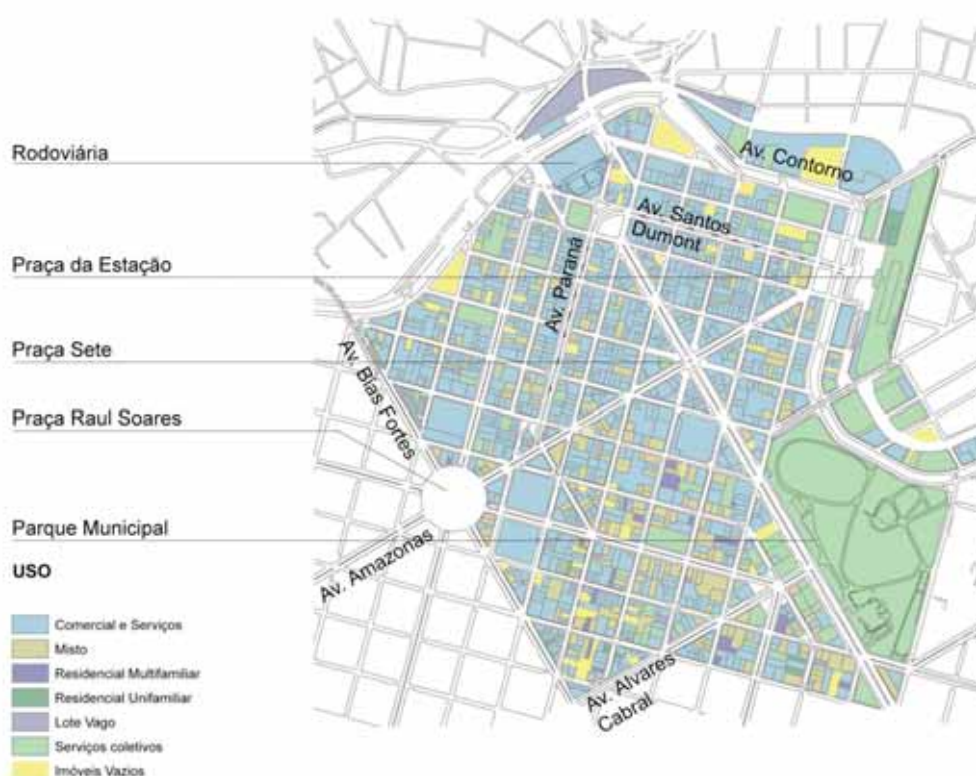 Rodoviária
Praça da Estação
Praça Sete
Praça Raul Soares
Parque Municipal
Av. Contorno
Av. Santos
Dumont
Av. Paraná
Av. Bias Fortes
Av. Amazonas
Av. Alvares
Cabral
USO
Comercial e Serviços
Misto
Residencial Multifamiliar
Residencial Unifamiliar
Lote Vago
Serviços coletivos
Imóveis Vazios